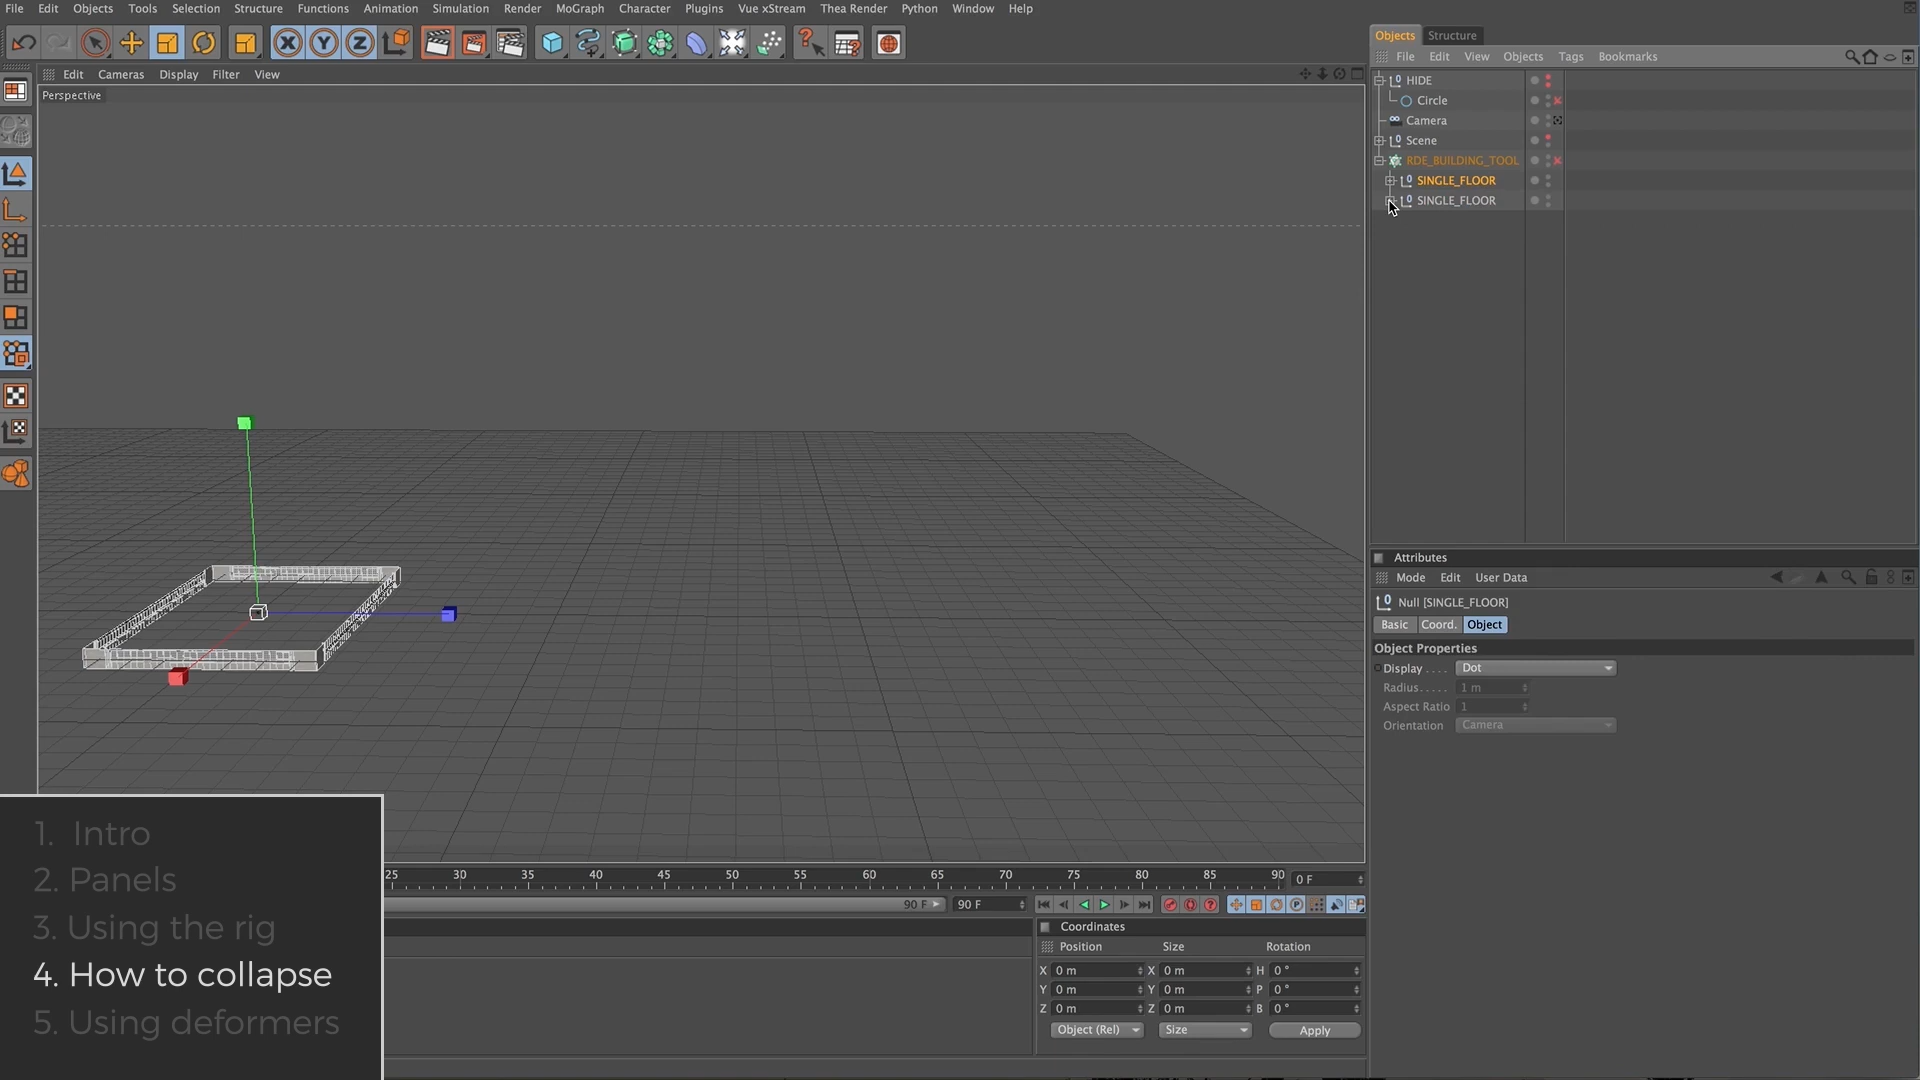 File Edit Objects Tools Selection Structure Functions Animation Simulation Render MoGraph Character Plugins Vue xStream Thea Render Python Window Help
Edit Cameras Display Filter View
Perspective
Objects Structure
File Edit View Objects Tags Bookmarks
HIDE
Circle
Camera
Scene
RDE_BUILDING_TOOL
SINGLE_FLOOR
SINGLE_FLOOR
Attributes
Mode Edit User Data
Null [SINGLE_FLOOR]
Basic Coord. Object
Object Properties
Display . . . . Dot
Radius. . . . . 1 m
Aspect Ratio 1
Orientation Camera
1. Intro
2. Panels
3. Using the rig
4. How to collapse
5. Using deformers
25 30 35 40 45 50 55 60 65 70 75 80 85 90 0 F
90 F 90 F
Coordinates
Position Size Rotation
X 0 m X 0 m H 0 °
Y 0 m Y 0 m P 0 °
Z 0 m Z 0 m B 0 °
Object (Rel) Size Apply